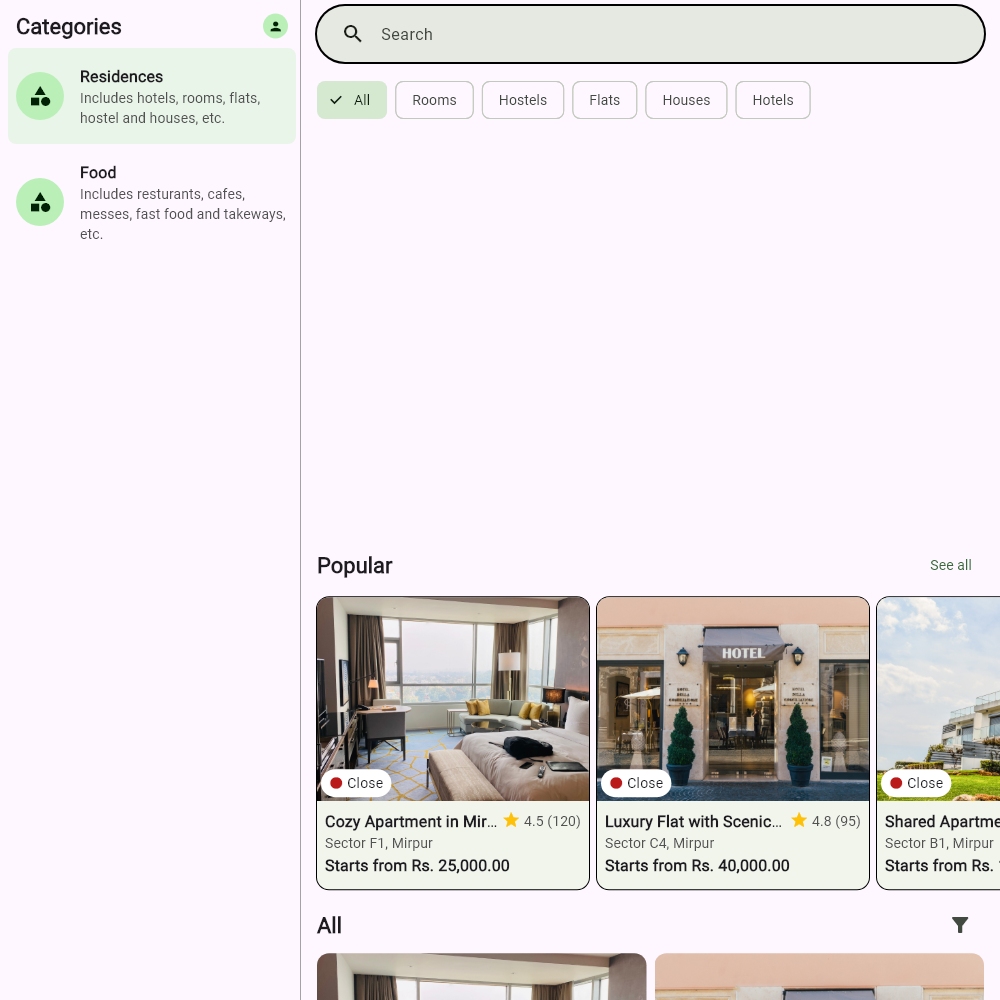 Categories
Residences
Includes hotels, rooms, flats,
hostel and houses, etc.
Food
Includes resturants, cafes,
messes, fast food and takeways,
etc.
Search
All
Rooms
Hostels
Flats
Houses
Hotels
Popular
See all
Close
Cozy Apartment in Mir... 4.5 (120)
Sector F1, Mirpur
Starts from Rs. 25,000.00
HOTEL
Close
Luxury Flat with Scenic... 4.8 (95)
Sector C4, Mirpur
Starts from Rs. 40,000.00
Close
Shared Apartme
Sector B1, Mirpur
Starts from Rs.
All